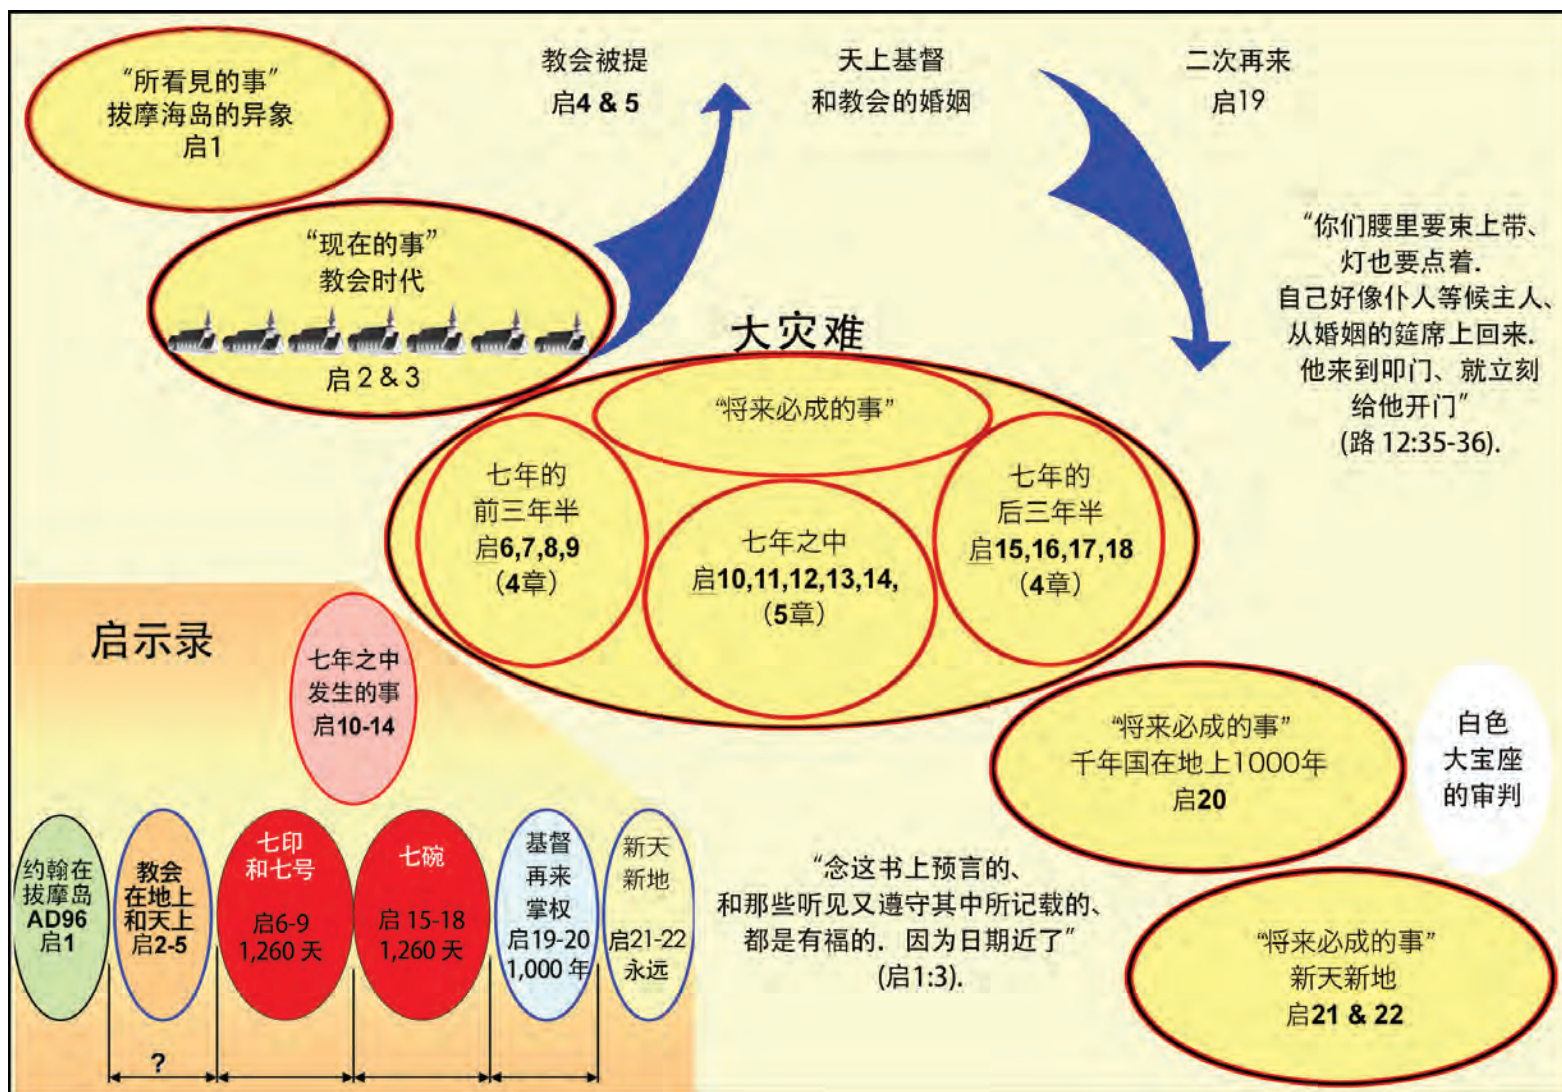 “所看見的事”
拔摩海岛的异象
启1
教会被提
启4 & 5
天上基督
和教会的婚姻
二次再来
启19
“现在的事”
教会时代
启 2 & 3
“你们腰里要束上带、
灯也要点着.
自己好像仆人等候主人、
从婚姻的筵席上回来.
他来到叩门、就立刻
给他开门”
(路 12:35-36).
大灾难
“将来必成的事”
七年的
前三年半
启6,7,8,9
（4章）
七年之中
启10,11,12,13,14,
（5章）
七年的
后三年半
启15,16,17,18
（4章）
“将来必成的事”
千年国在地上1000年
启20
白色
大宝座
的审判
“将来必成的事”
新天新地
启21 & 22
“念这书上预言的、
和那些听见又遵守其中所记载的、
都是有福的. 因为日期近了”
(启1:3).
启示录
七年之中
发生的事
启10-14
约翰在
拔摩岛
AD96
启1
教会
在地上
和天上
启2-5
七印
和七号
启6-9
1,260 天
七碗
启 15-18
1,260 天
基督
再来
掌权
启19-20
1,000 年
新天
新地
启21-22
永远
?